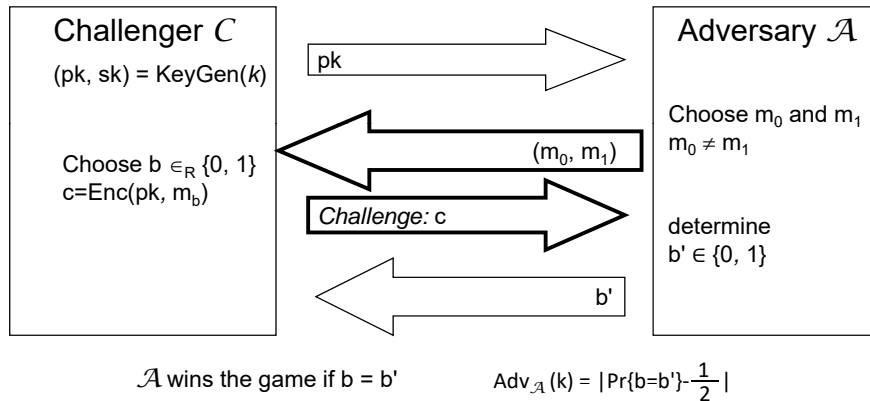 Challenger C
(pk, sk) = KeyGen(k)
Choose b ∈R {0, 1}
c=Enc(pk, mb)
pk
(m0, m1)
Challenge: c
b'
Adversary A
Choose m0 and m1
m0 ≠ m1
determine
b' ∈ {0, 1}
A wins the game if b = b'
AdvA(k) = |Pr{b=b'}-1/2|